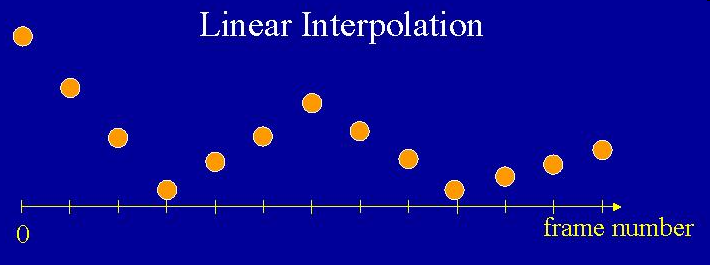 Linear Interpolation
0
frame number